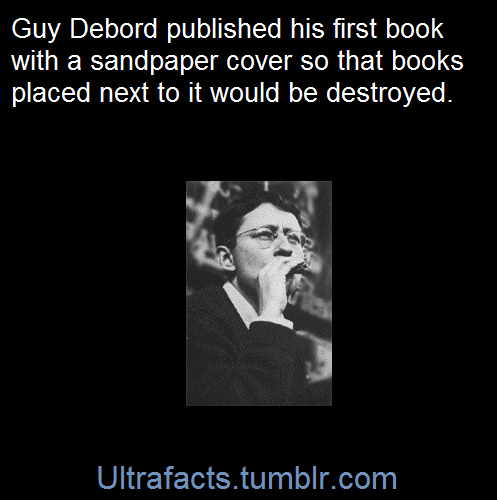 Guy Debord published his first book
with a sandpaper cover so that books
placed next to it would be destroyed.
Ultrafacts.tumblr.com